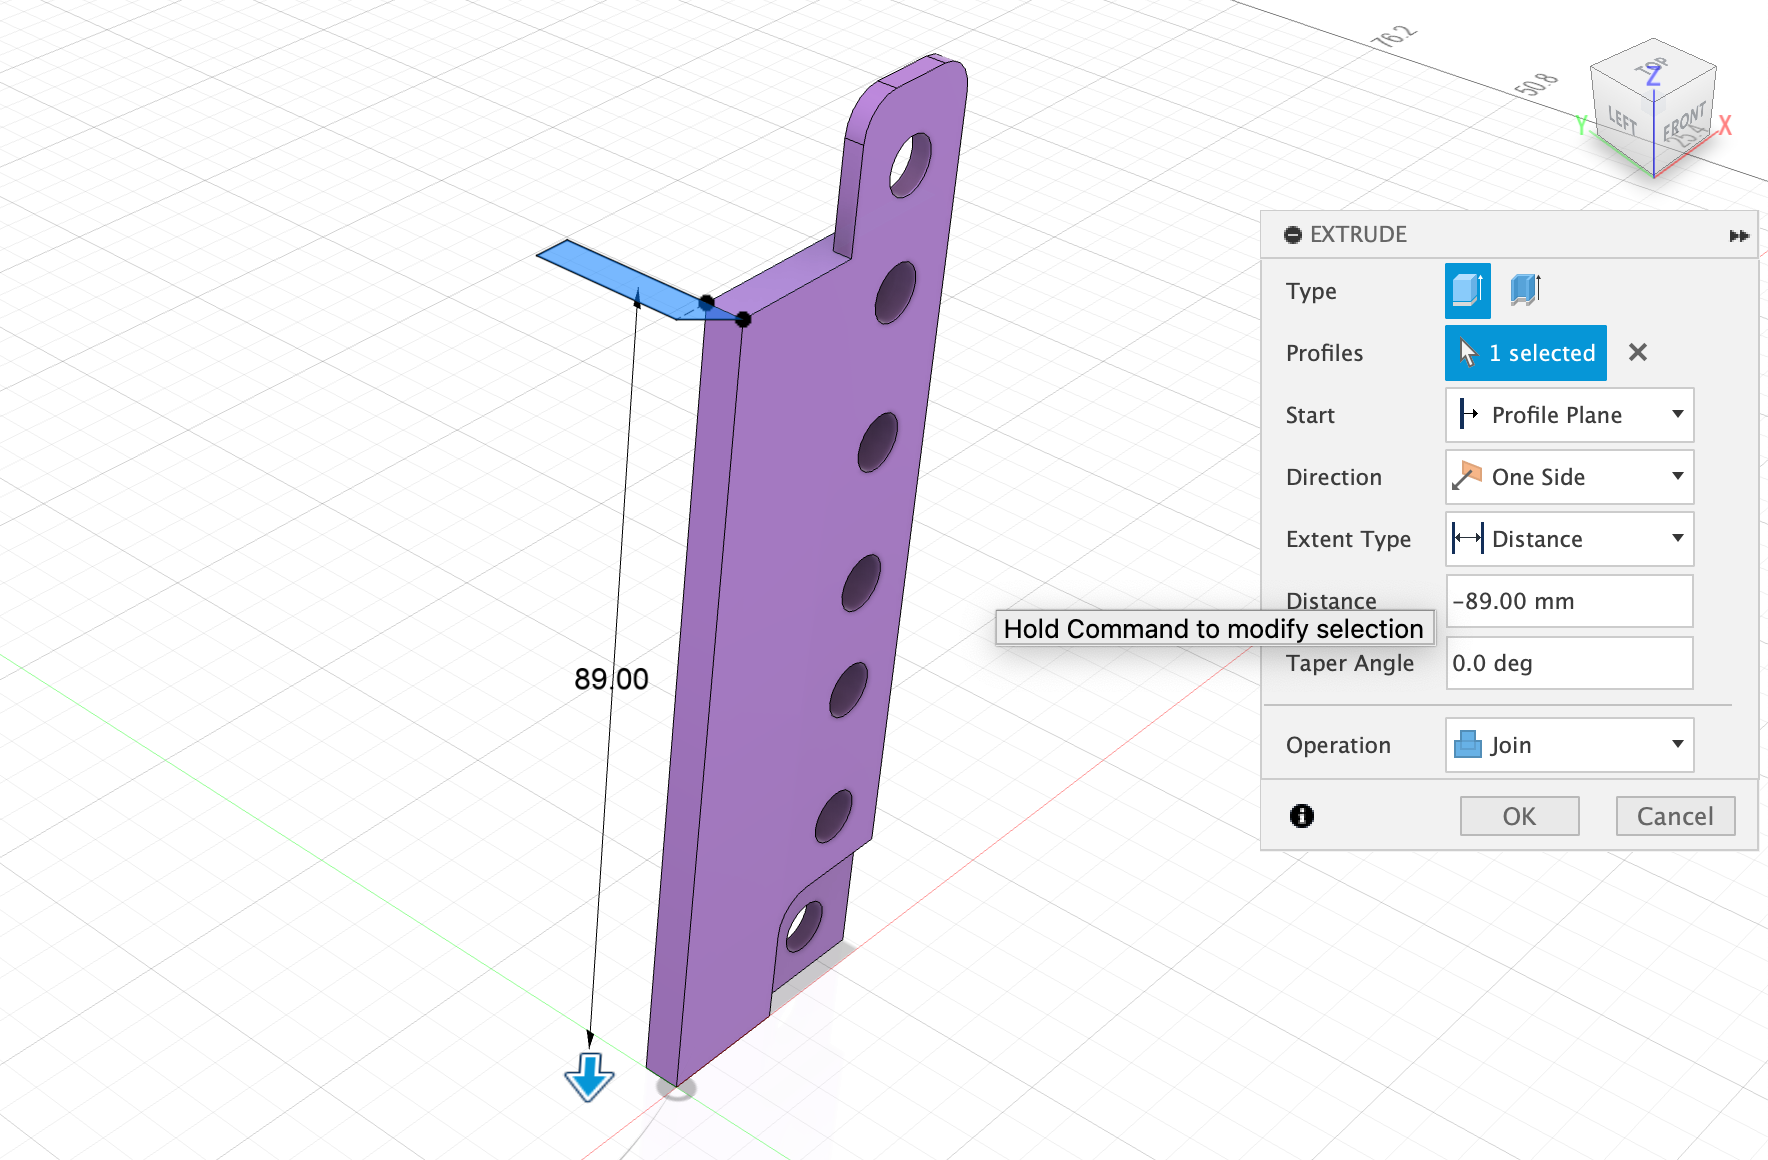 76.2
50.8
TOP
Z
LEFT
FRONT
Y
X
EXTRUDE
Type
Profiles
1 selected
Start
Profile Plane
Direction
One Side
Extent Type
Distance
Distance
-89.00 mm
Hold Command to modify selection
Taper Angle
0.0 deg
89.00
Operation
Join
OK
Cancel